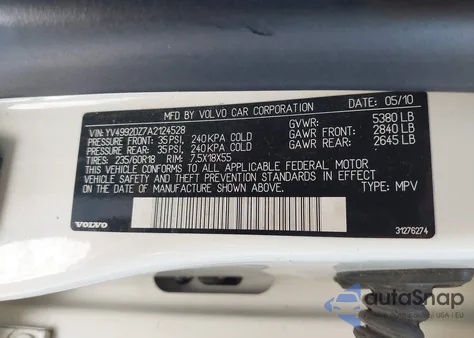 MFD BY VOLVO CAR CORPORATION DATE: 05/10
VIN: YV4992DZ7A2124528 GVWR: 5380 LB
PRESSURE FRONT: 35PSI, 240KPA COLD GAWR FRONT: 2840 LB
PRESSURE REAR: 35PSI, 240KPA COLD GAWR REAR: 2645 LB
TIRES: 235/60R18 RIM: 7.5X18X55
THIS VEHICLE CONFORMS TO ALL APPLICABLE FEDERAL MOTOR
VEHICLE SAFETY AND THEFT PREVENTION STANDARDS IN EFFECT
ON THE DATE OF MANUFACTURE SHOWN ABOVE. TYPE: MPV
VOLVO 31276274
autaSnap